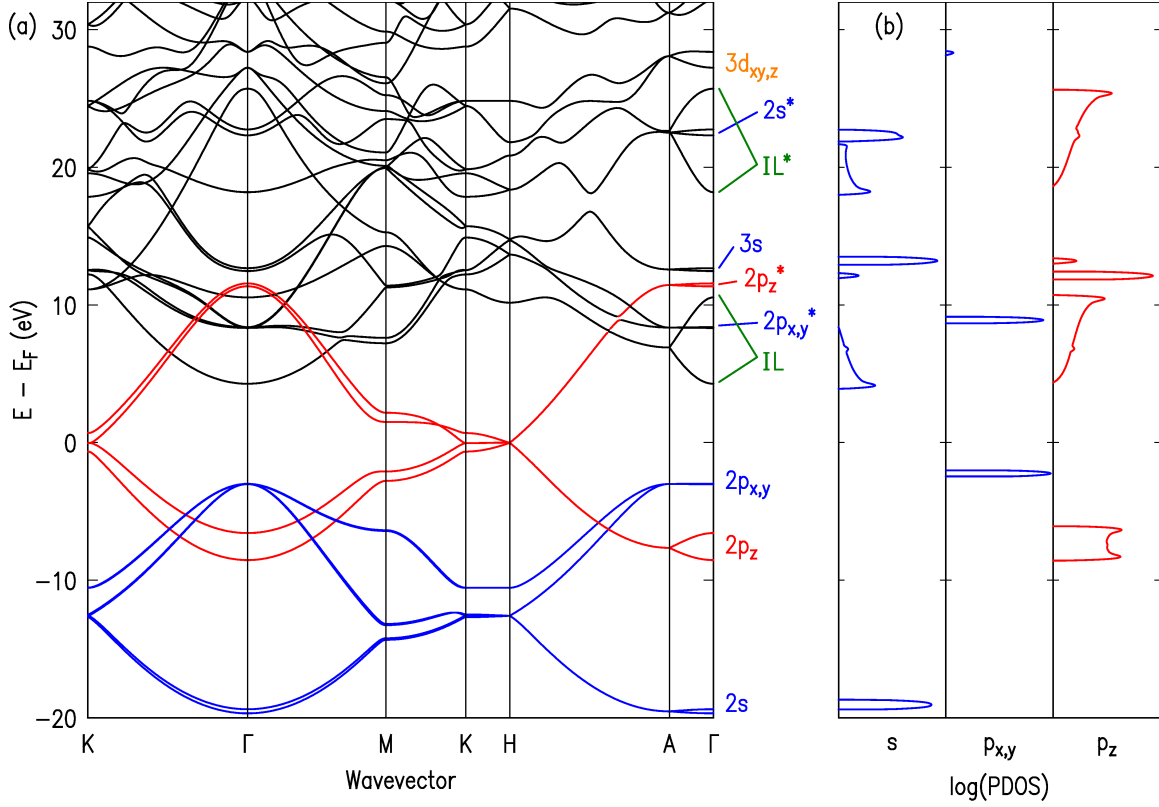 (a)
(b)
30
20
10
0
−10
−20
E − E_F (eV)
3d_xy,z
2s*
IL*
3s
2p_z*
2p_x,y*
IL
2p_x,y
2p_z
2s
K Γ M K H A Γ
Wavevector
s p_x,y p_z
log(PDOS)